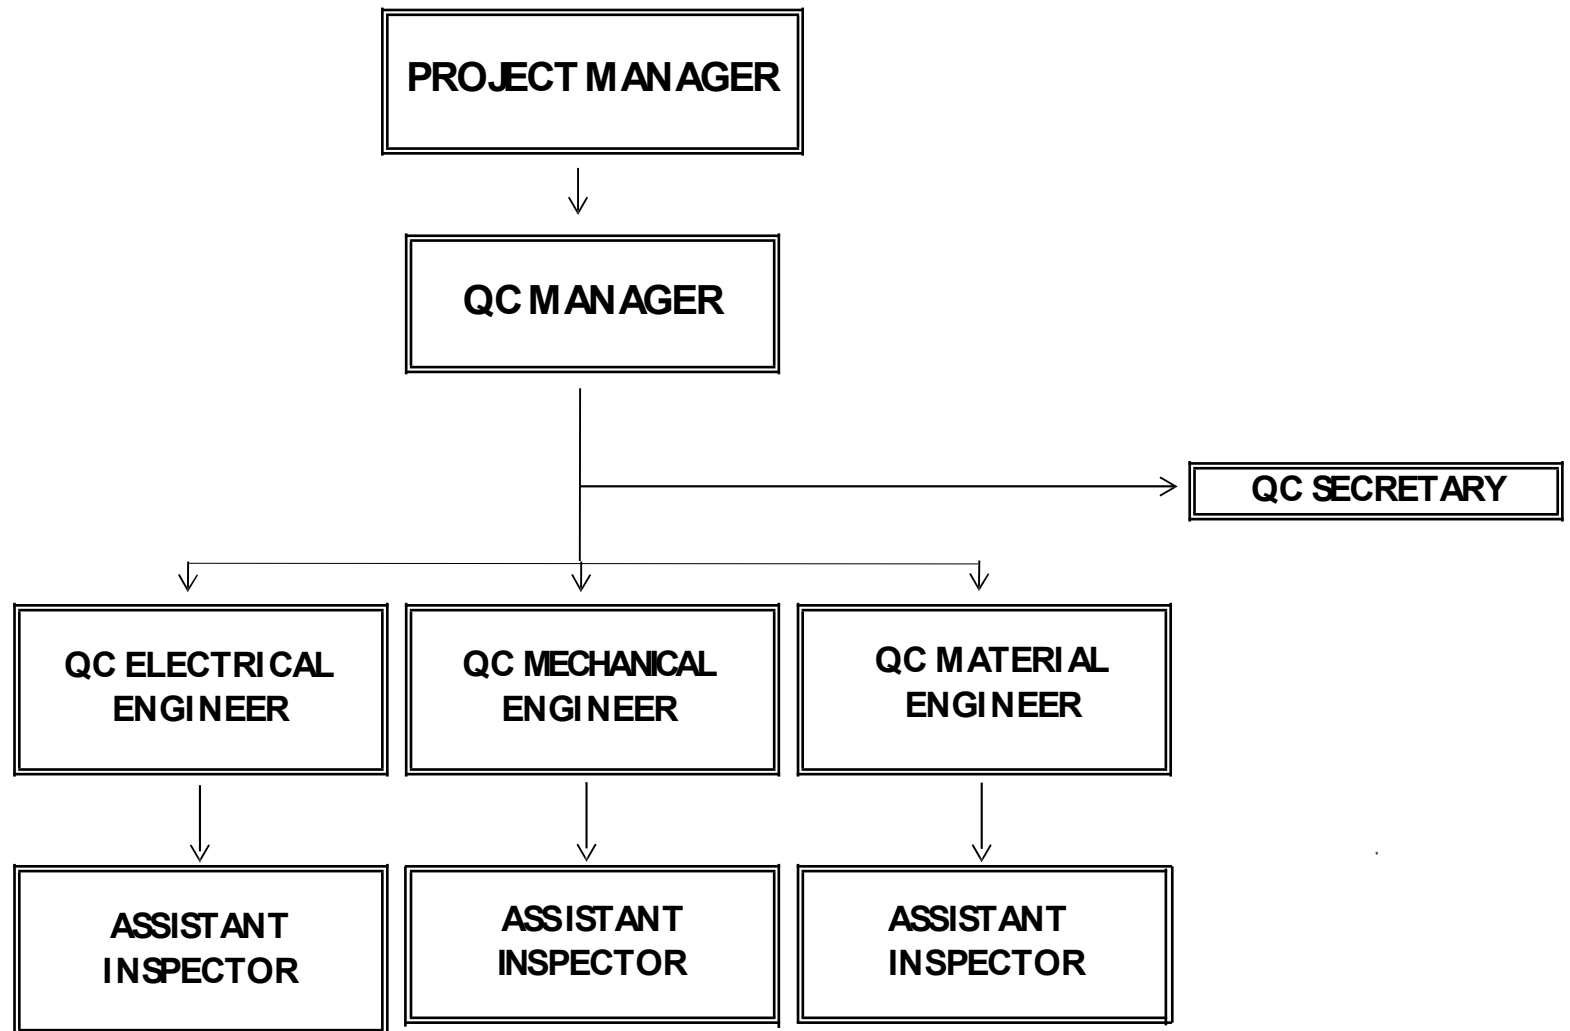 PROJECT MANAGER
QC MANAGER
QC SECRETARY
QC ELECTRICAL
ENGINEER
QC MECHANICAL
ENGINEER
QC MATERIAL
ENGINEER
ASSISTANT
INSPECTOR
ASSISTANT
INSPECTOR
ASSISTANT
INSPECTOR